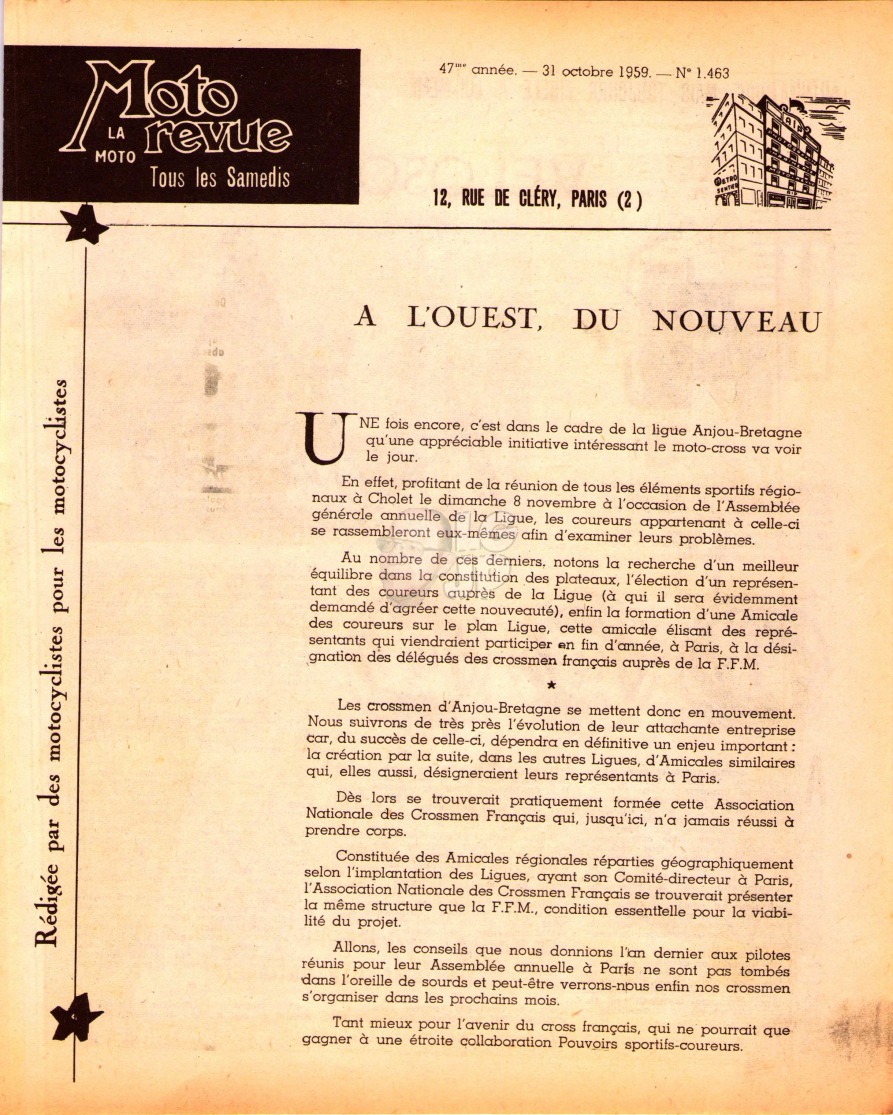 47me année. — 31 octobre 1959. — N° 1.463
Moto
LA
revue
MOTO
Tous les Samedis
METRO
SENTIER
12, RUE DE CLÉRY, PARIS (2)
A L'OUEST, DU NOUVEAU
Rédigée par des motocyclistes pour les motocyclistes
UNE fois encore, c'est dans le cadre de la ligue Anjou-Bretagne
qu'une appréciable initiative intéressant le moto-cross va voir
le jour.
En effet, profitant de la réunion de tous les éléments sportifs régio-
naux à Cholet le dimanche 8 novembre à l'occasion de l'Assemblée
générale annuelle de la Ligue, les coureurs appartenant à celle-ci
se rassembleront eux-mêmes afin d'examiner leurs problèmes.
Au nombre de ces derniers, notons la recherche d'un meilleur
équilibre dans la constitution des plateaux, l'élection d'un représen-
tant des coureurs auprès de la Ligue (à qui il sera évidemment
demandé d'agréer cette nouveauté), enfin la formation d'une Amicale
des coureurs sur le plan Ligue, cette amicale élisant des repré-
sentants qui viendraient participer en fin d'année, à Paris, à la dési-
gnation des délégués des crossmen français auprès de la F.F.M.
★
Les crossmen d'Anjou-Bretagne se mettent donc en mouvement.
Nous suivrons de très près l'évolution de leur attachante entreprise
car, du succès de celle-ci, dépendra en définitive un enjeu important :
la création par la suite, dans les autres Ligues, d'Amicales similaires
qui, elles aussi, désigneraient leurs représentants à Paris.
Dès lors se trouverait pratiquement formée cette Association
Nationale des Crossmen Français qui, jusqu'ici, n'a jamais réussi à
prendre corps.
Constituée des Amicales régionales réparties géographiquement
selon l'implantation des Ligues, ayant son Comité-directeur à Paris,
l'Association Nationale des Crossmen Français se trouverait présenter
la même structure que la F.F.M., condition essentielle pour la viabi-
lité du projet.
Allons, les conseils que nous donnions l'an dernier aux pilotes
réunis pour leur Assemblée annuelle à Paris ne sont pas tombés
dans l'oreille de sourds et peut-être verrons-nous enfin nos crossmen
s'organiser dans les prochains mois.
Tant mieux pour l'avenir du cross français, qui ne pourrait que
gagner à une étroite collaboration Pouvoirs sportifs-coureurs.